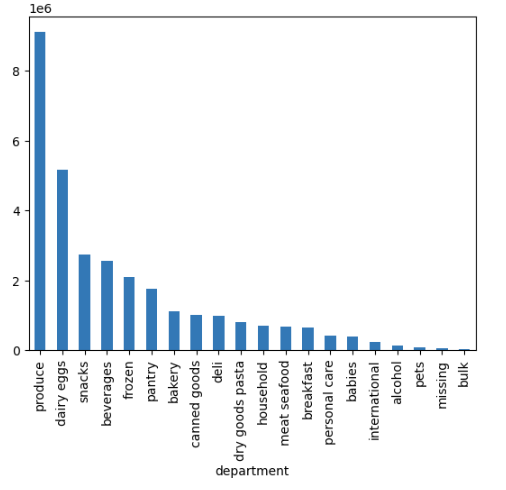 1e6
8
6
4
2
0
produce
dairy eggs
snacks
beverages
frozen
pantry
bakery
canned goods
deli
dry goods pasta
household
meat seafood
breakfast
personal care
babies
international
alcohol
pets
missing
bulk
department